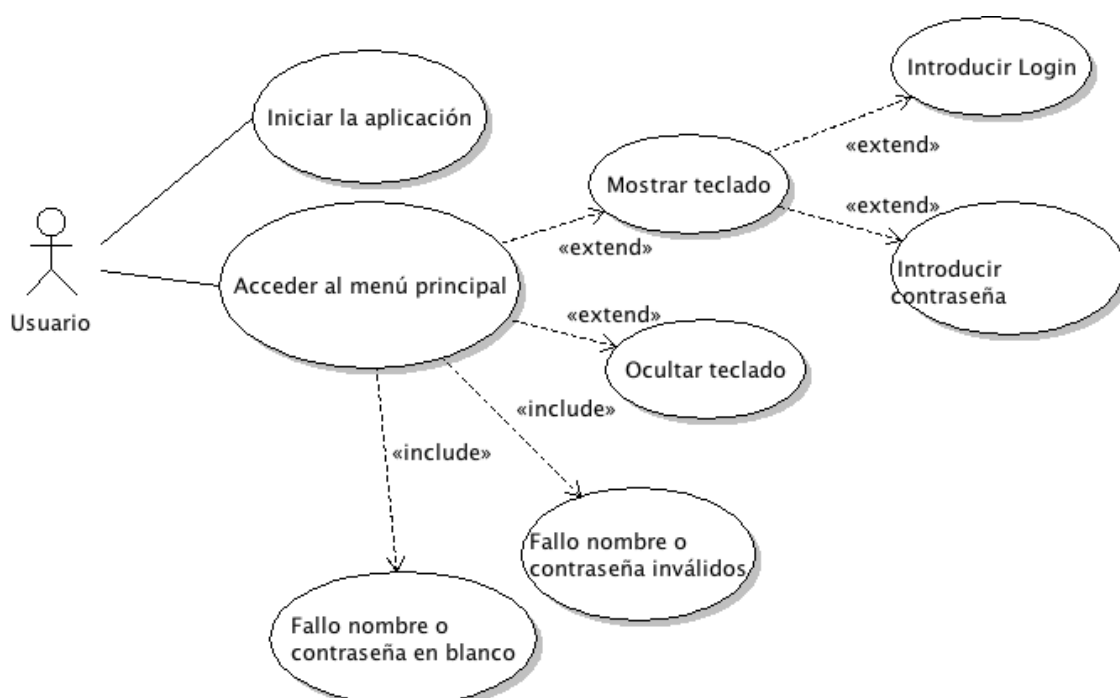 Introducir Login
Iniciar la aplicación
«extend»
Mostrar teclado
«extend»
«extend»
Introducir
contraseña
Acceder al menú principal
Usuario
«extend»
Ocultar teclado
«include»
«include»
Fallo nombre o
contraseña inválidos
Fallo nombre o
contraseña en blanco